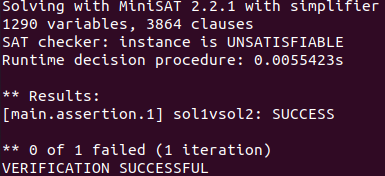 Solving with MiniSAT 2.2.1 with simplifier
1290 variables, 3864 clauses
SAT checker: instance is UNSATISFIABLE
Runtime decision procedure: 0.0055423s

** Results:
[main.assertion.1] sol1vsol2: SUCCESS

** 0 of 1 failed (1 iteration)
VERIFICATION SUCCESSFUL